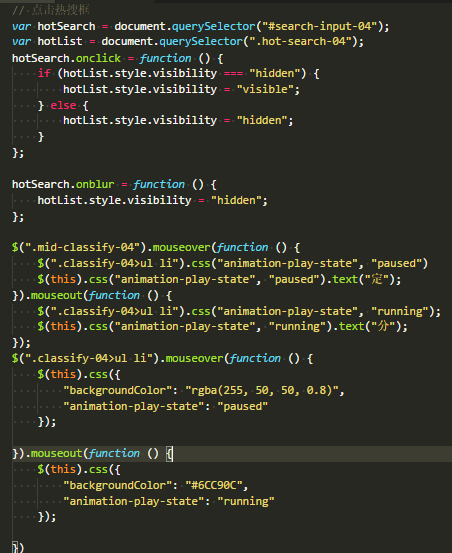 // 点击热搜框
var hotSearch = document.querySelector("#search-input-04");
var hotList = document.querySelector(".hot-search-04");
hotSearch.onclick = function () {
    if (hotList.style.visibility === "hidden") {
        hotList.style.visibility = "visible";
    } else {
        hotList.style.visibility = "hidden";
    }
};

hotSearch.onblur = function () {
    hotList.style.visibility = "hidden";
};

$(".mid-classify-04").mouseover(function () {
    $(".classify-04>ul li").css("animation-play-state", "paused")
    $(this).css("animation-play-state", "paused").text("定");
}).mouseout(function () {
    $(".classify-04>ul li").css("animation-play-state", "running");
    $(this).css("animation-play-state", "running").text("分");
});
$(".classify-04>ul li").mouseover(function () {
    $(this).css({
        "backgroundColor": "rgba(255, 50, 50, 0.8)",
        "animation-play-state": "paused"
    });

}).mouseout(function () {
    $(this).css({
        "backgroundColor": "#6CC90C",
        "animation-play-state": "running"
    });

})